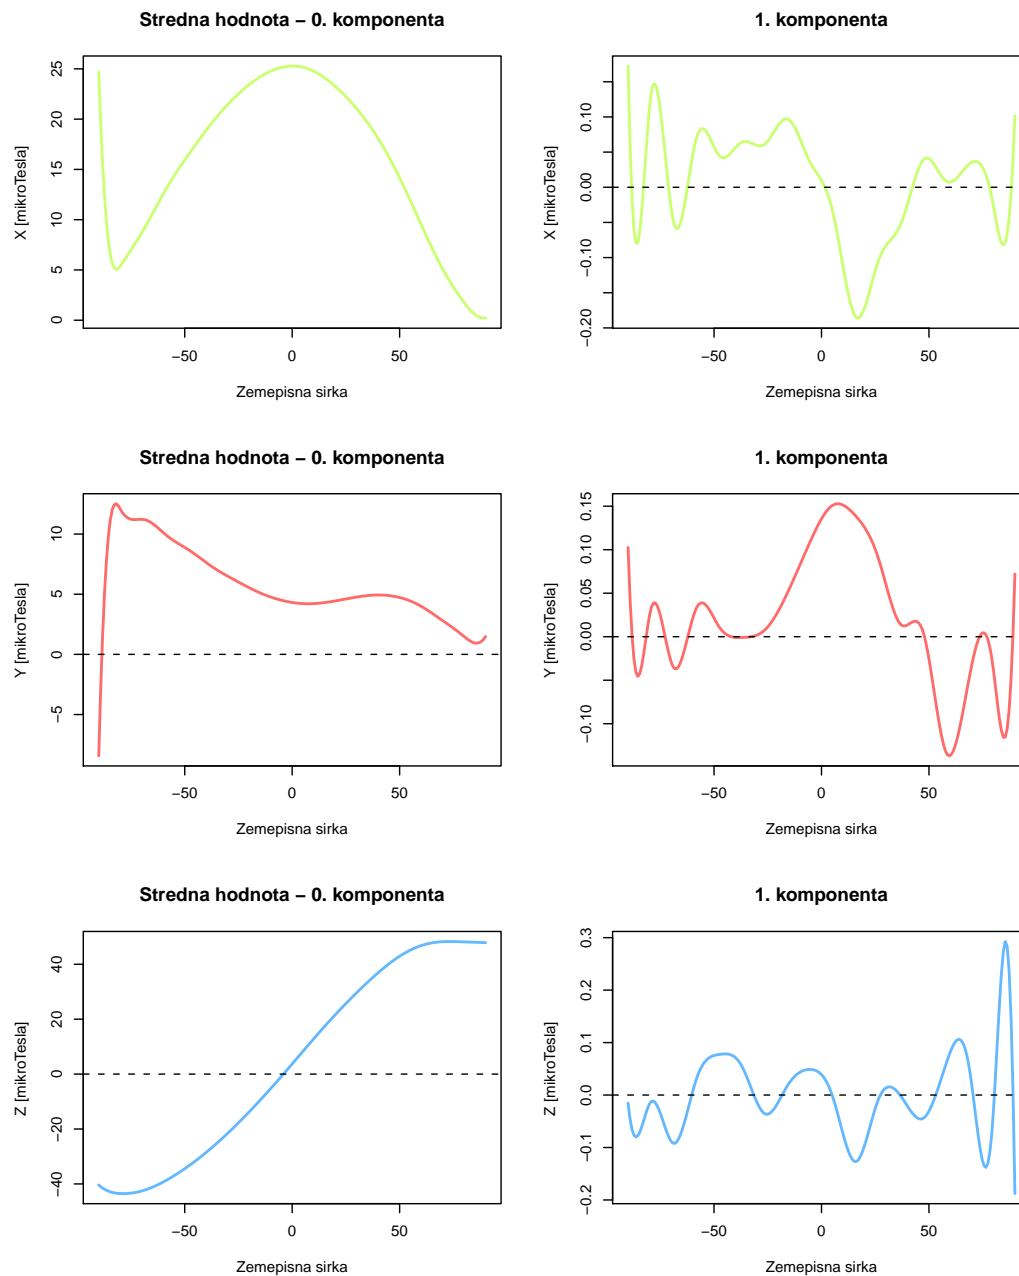 Stredna hodnota − 0. komponenta
X [mikroTesla]
25
20
15
10
5
0
−50 0 50
Zemepisna sirka
1. komponenta
X [mikroTesla]
0.10
0.00
−0.10
−0.20
−50 0 50
Zemepisna sirka
Stredna hodnota − 0. komponenta
Y [mikroTesla]
10
5
0
−5
−50 0 50
Zemepisna sirka
1. komponenta
Y [mikroTesla]
0.15
0.10
0.05
0.00
−0.10
−50 0 50
Zemepisna sirka
Stredna hodnota − 0. komponenta
Z [mikroTesla]
40
20
0
−20
−40
−50 0 50
Zemepisna sirka
1. komponenta
Z [mikroTesla]
0.3
0.2
0.1
0.0
−0.1
−0.2
−50 0 50
Zemepisna sirka